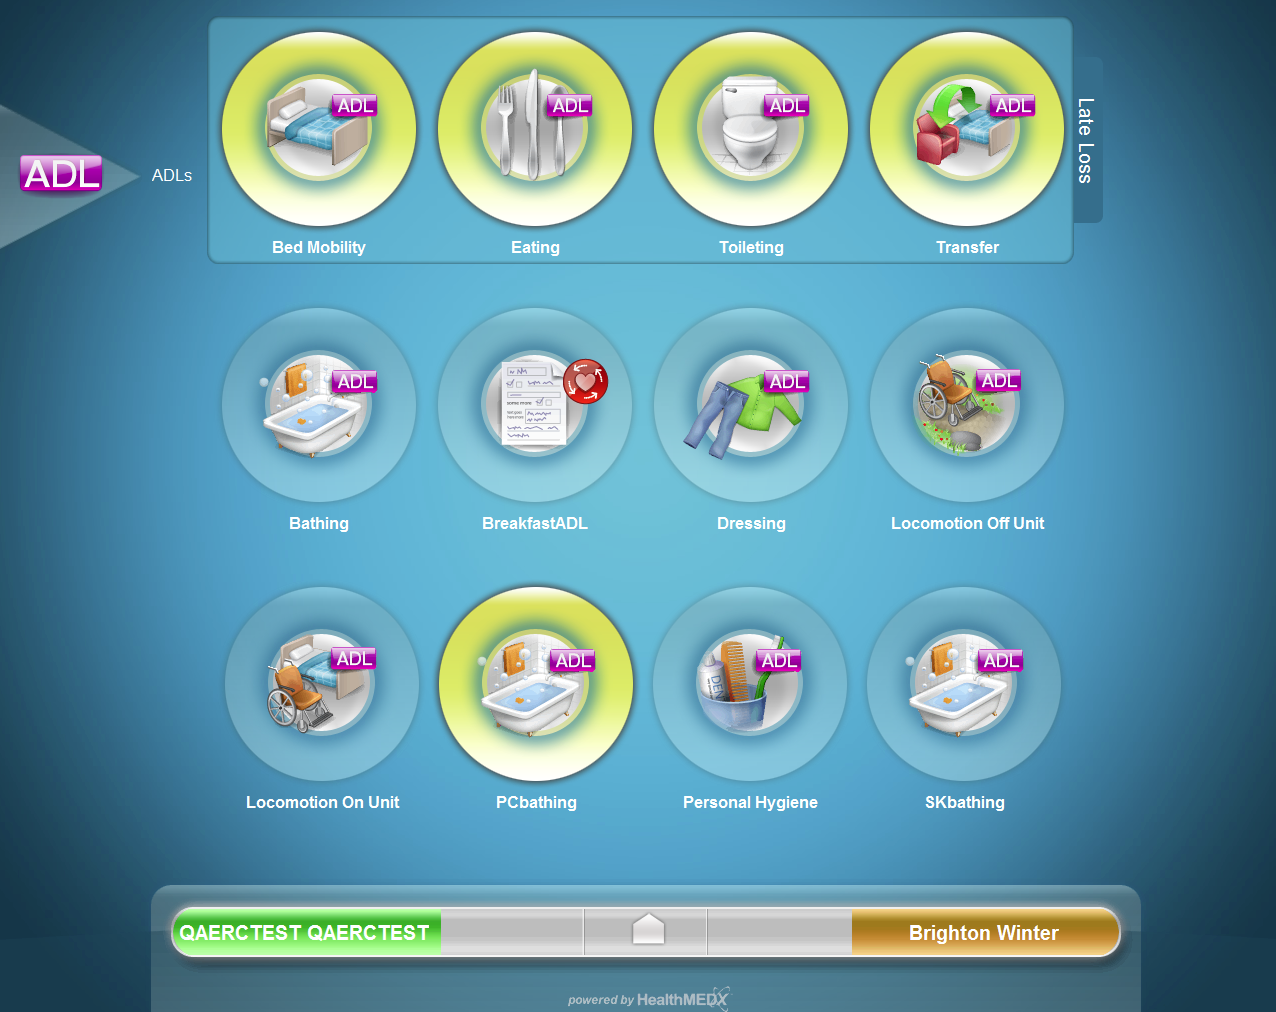 ADL
ADLs
ADL
ADL
ADL
ADL
Late Loss
Bed Mobility
Eating
Toileting
Transfer
ADL
ADL
ADL
Bathing
BreakfastADL
Dressing
Locomotion Off Unit
ADL
ADL
ADL
ADL
Locomotion On Unit
PCbathing
Personal Hygiene
SKbathing
QAERCTEST QAERCTEST
Brighton Winter
powered by HealthMEDX